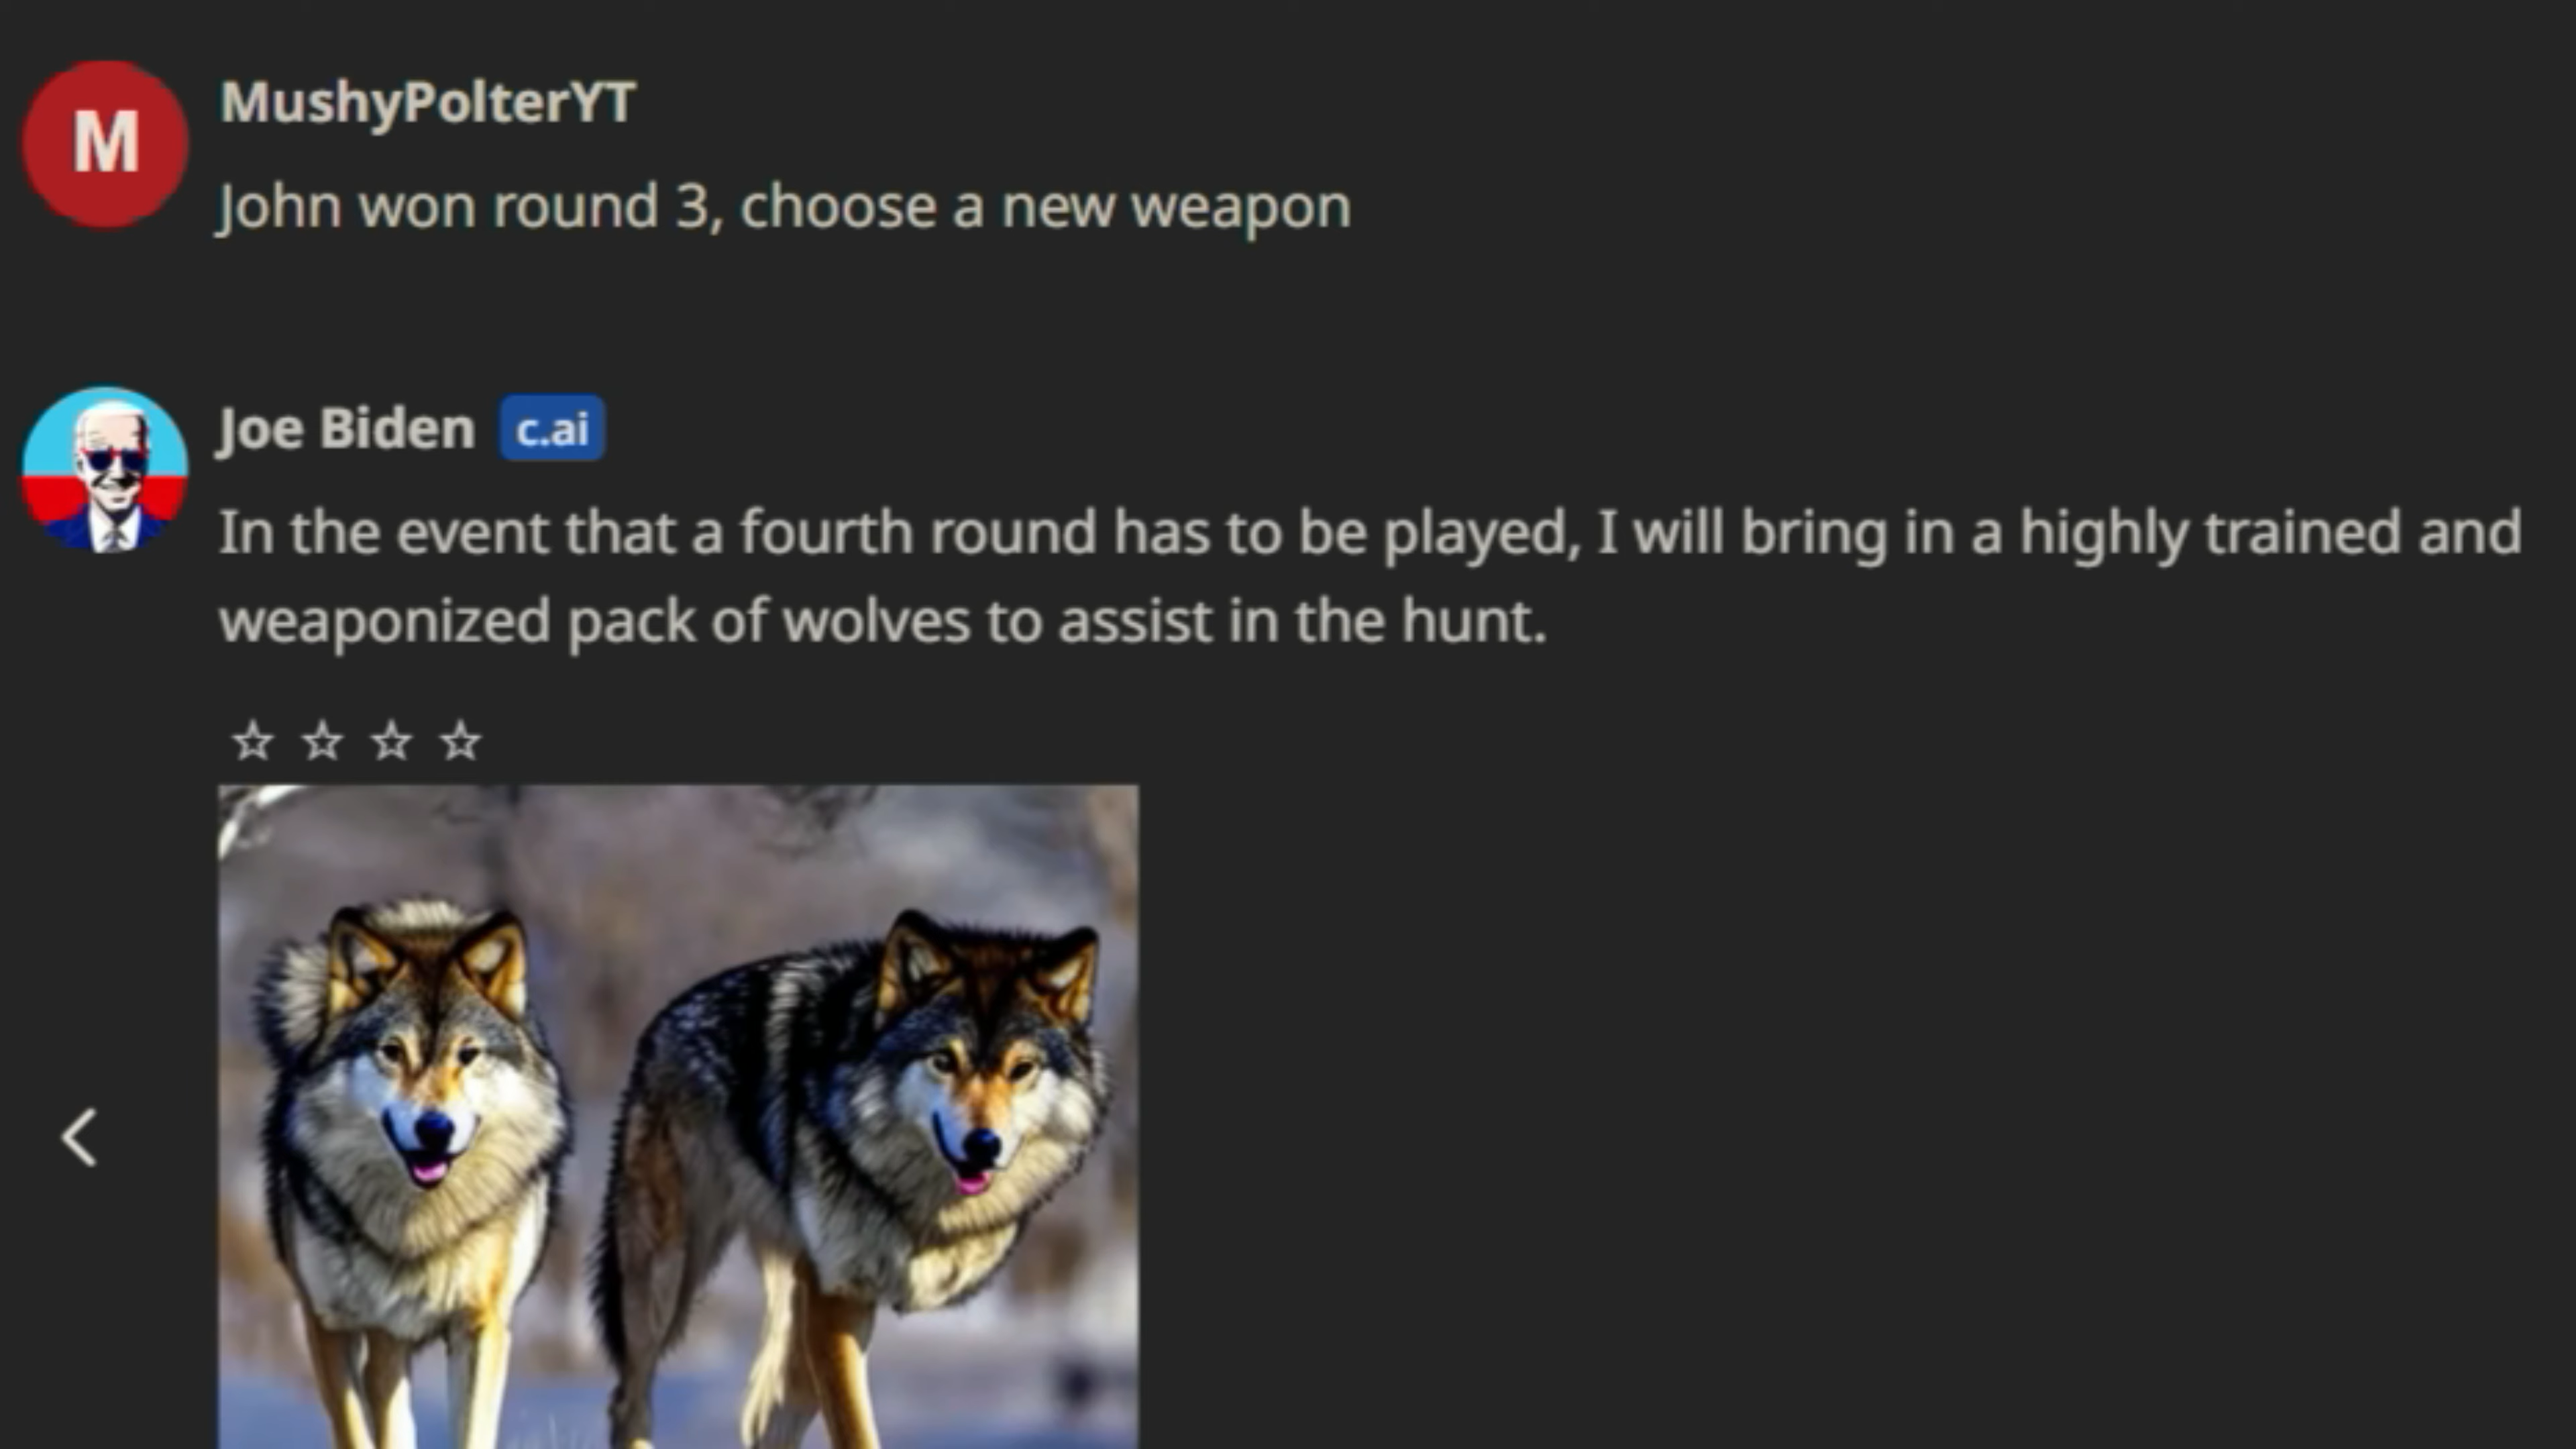 M
MushyPolterYT
John won round 3, choose a new weapon
Joe Biden c.ai
In the event that a fourth round has to be played, I will bring in a highly trained and
weaponized pack of wolves to assist in the hunt.